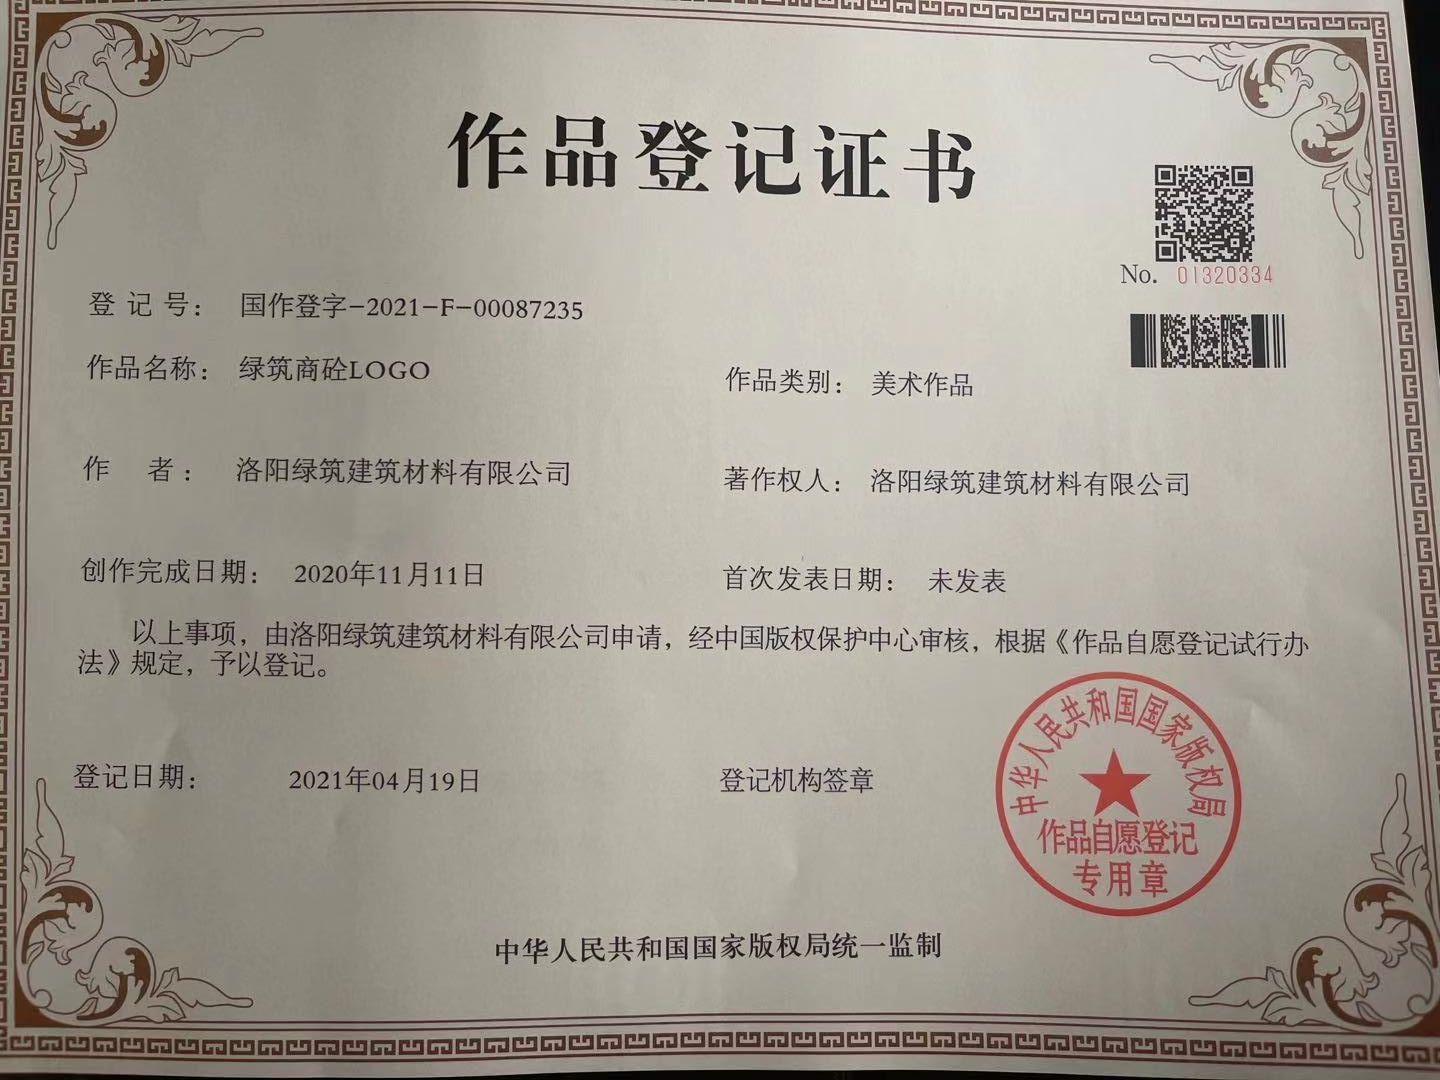 作品登记证书
No. 01320334
登记号： 国作登字-2021-F-00087235
作品名称： 绿筑商砼LOGO
作品类别： 美术作品
作者： 洛阳绿筑建筑材料有限公司
著作权人： 洛阳绿筑建筑材料有限公司
创作完成日期： 2020年11月11日
首次发表日期： 未发表
以上事项，由洛阳绿筑建筑材料有限公司申请，经中国版权保护中心审核，根据《作品自愿登记试行办
法》规定，予以登记。
登记日期： 2021年04月19日
登记机构签章
中华人民共和国国家版权局
作品自愿登记
专用章
中华人民共和国国家版权局统一监制